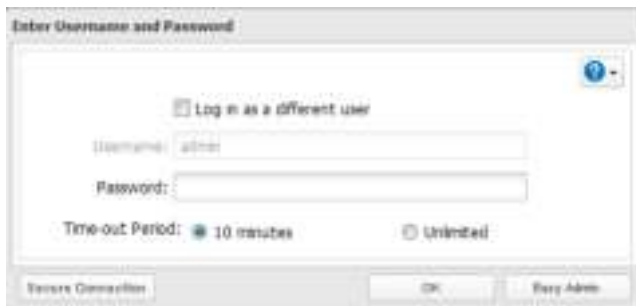 Enter Username and Password
Log in as a different user
Username: admin
Password:
Time-out Period: 10 minutes Unlimited
Secure Connection OK Easy Admin